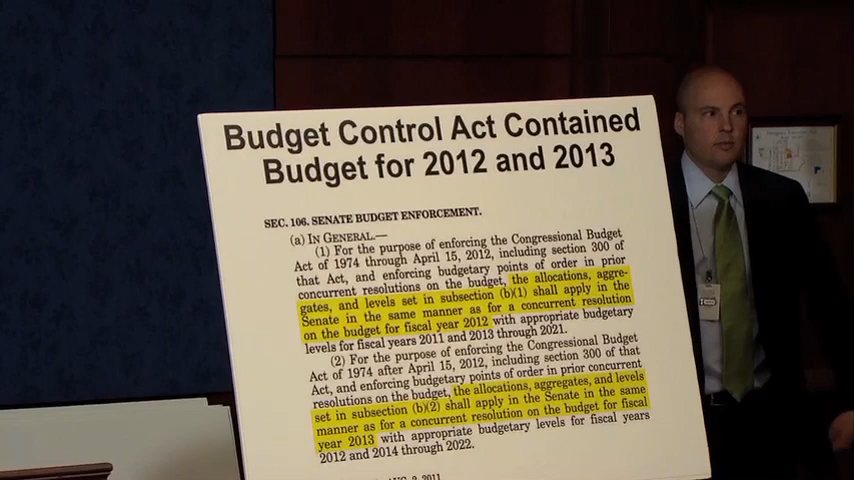 Budget Control Act Contained
Budget for 2012 and 2013
SEC. 106. SENATE BUDGET ENFORCEMENT.
(a) IN GENERAL.—
(1) For the purpose of enforcing the Congressional Budget
Act of 1974 through April 15, 2012, including section 300 of
that Act, and enforcing budgetary points of order in prior
concurrent resolutions on the budget, the allocations, aggre-
gates, and levels set in subsection (b)(1) shall apply in the
Senate in the same manner as for a concurrent resolution
on the budget for fiscal year 2012 with appropriate budgetary
levels for fiscal years 2011 and 2013 through 2021.
(2) For the purpose of enforcing the Congressional Budget
Act of 1974 after April 15, 2012, including section 300 of that
Act, and enforcing budgetary points of order in prior concurrent
resolutions on the budget, the allocations, aggregates, and levels
set in subsection (b)(2) shall apply in the Senate in the same
manner as for a concurrent resolution on the budget for fiscal
year 2013 with appropriate budgetary levels for fiscal years
2012 and 2014 through 2022.
2011